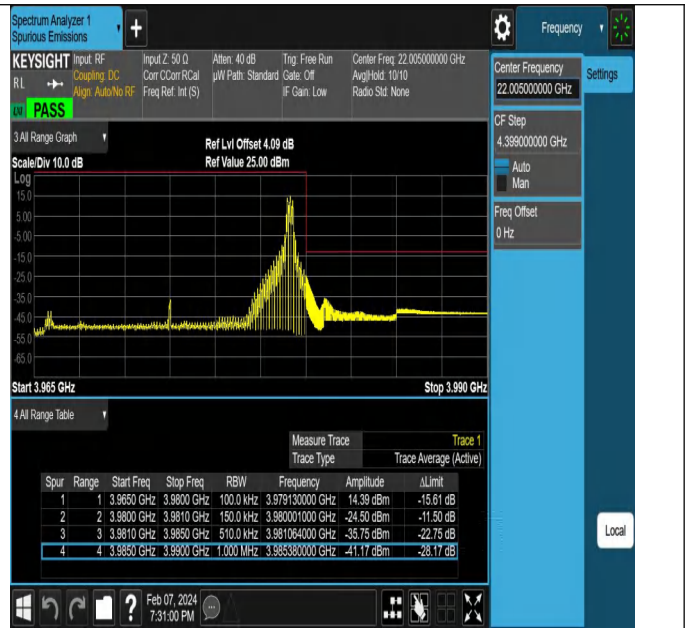 Spectrum Analyzer 1
Spurious Emissions
Frequency
KEYSIGHT Input: RF Input Z: 50 Ω Atten: 40 dB Trig: Free Run Center Freq: 22.005000000 GHz
RL Coupling: DC Corr CCorr RCal µW Path: Standard Gate: Off Avg|Hold: 10/10
Align: Auto/No RF Freq Ref: Int (S) IF Gain: Low Radio Std: None
PASS
Center Frequency
22.005000000 GHz
Settings
CF Step
4.399000000 GHz
Auto
Man
Freq Offset
0 Hz
3 All Range Graph
Ref Lvl Offset 4.09 dB
Scale/Div 10.0 dB Ref Value 25.00 dBm
Log
15.0
5.00
-5.00
-15.0
-25.0
-35.0
-45.0
-55.0
-65.0
Start 3.965 GHz Stop 3.990 GHz
4 All Range Table
Measure Trace Trace 1
Trace Type Trace Average (Active)
Spur Range Start Freq Stop Freq RBW Frequency Amplitude ΔLimit
1 1 3.9650 GHz 3.9800 GHz 100.0 kHz 3.979130000 GHz 14.39 dBm -15.61 dB
2 2 3.9800 GHz 3.9810 GHz 150.0 kHz 3.980001000 GHz -24.50 dBm -11.50 dB
3 3 3.9810 GHz 3.9850 GHz 510.0 kHz 3.981064000 GHz -35.75 dBm -22.75 dB
4 4 3.9850 GHz 3.9900 GHz 1.000 MHz 3.985380000 GHz -41.17 dBm -28.17 dB
Local
Feb 07, 2024
7:31:00 PM